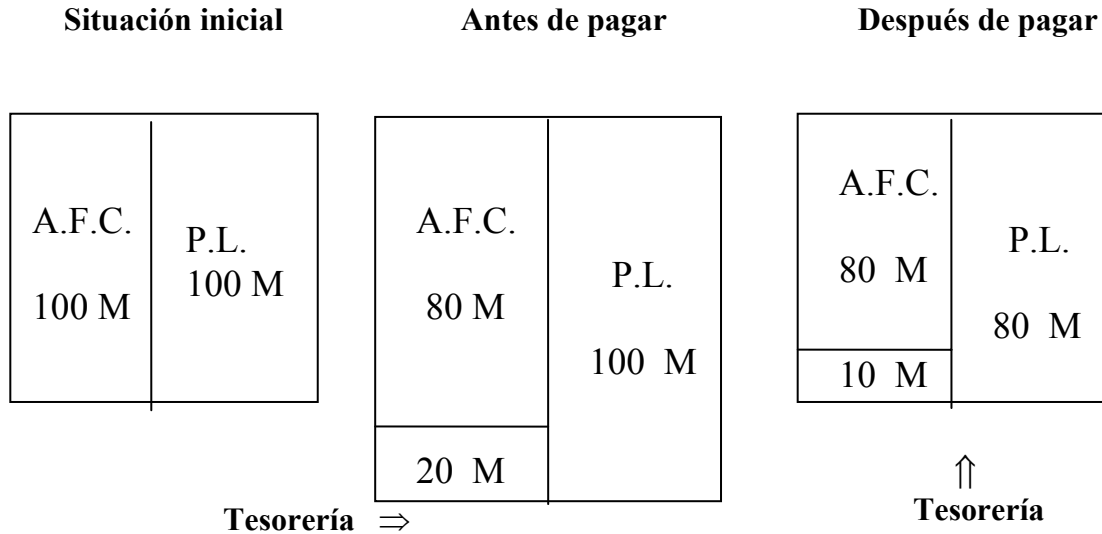 Situación inicial
Antes de pagar
Después de pagar
A.F.C.
100 M
P.L.
100 M
A.F.C.
80 M
20 M
P.L.
100 M
A.F.C.
80 M
10 M
P.L.
80 M
Tesorería ⇒
⇑
Tesorería